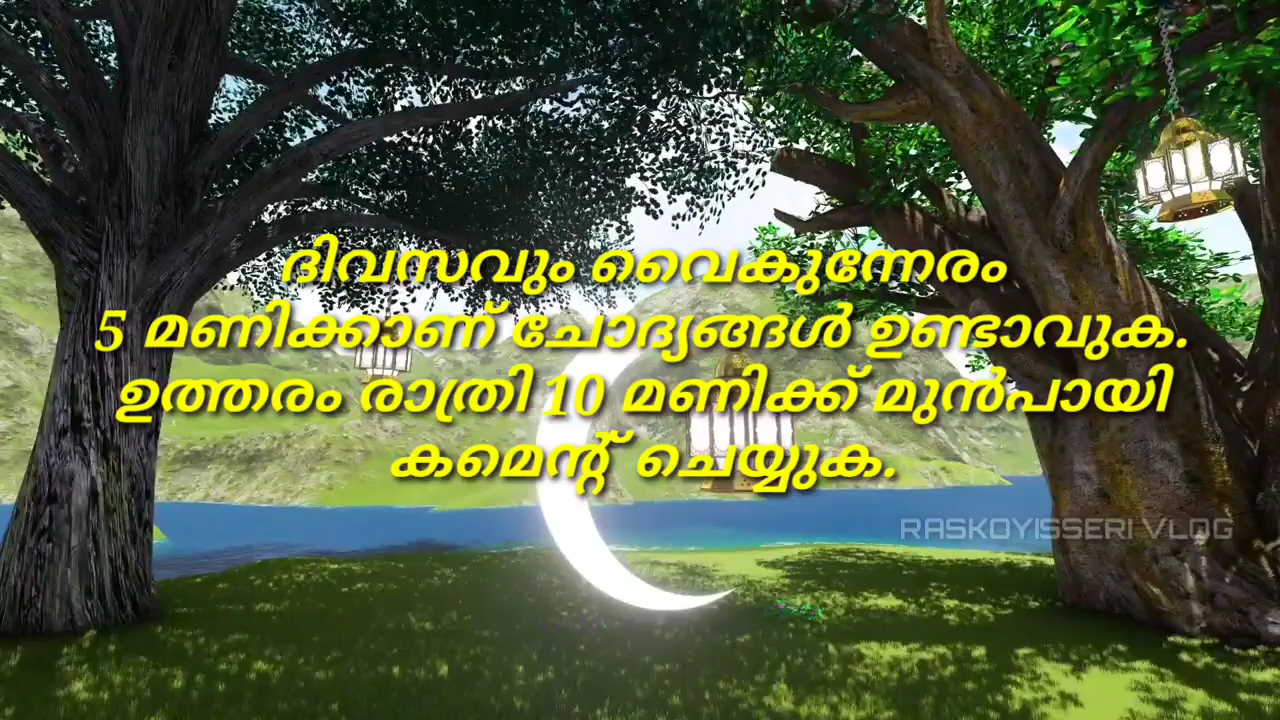 ദിവസവും വൈകുന്നേരം
5 മണിക്കാണ് ചോദ്യങ്ങൾ ഉണ്ടാവുക.
ഉത്തരം രാത്രി 10 മണിക്ക് മുൻപായി
കമെന്റ് ചെയ്യുക.
RASKOYISSERI VLOG